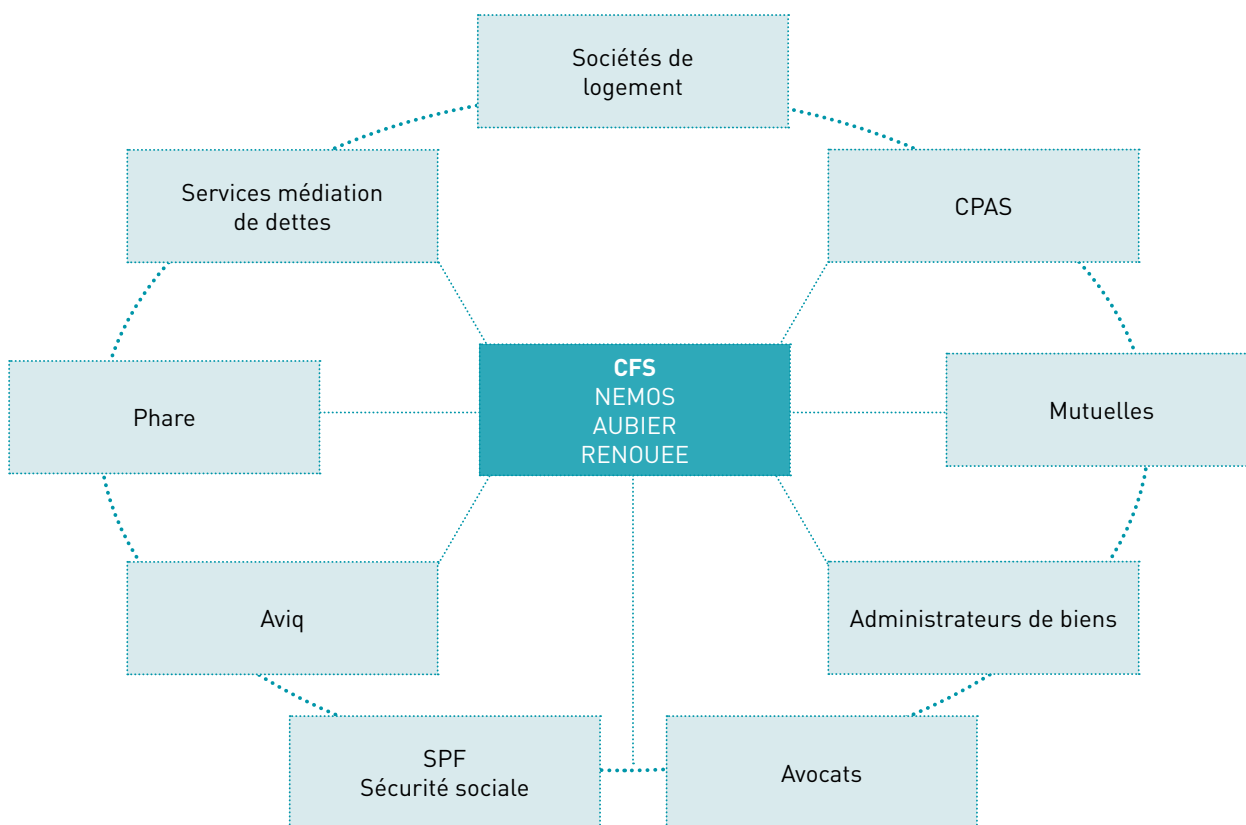 Sociétés de
logement
Services médiation
de dettes
CPAS
CFS
NEMOS
AUBIER
RENOUEE
Phare
Mutuelles
Aviq
Administrateurs de biens
SPF
Sécurité sociale
Avocats